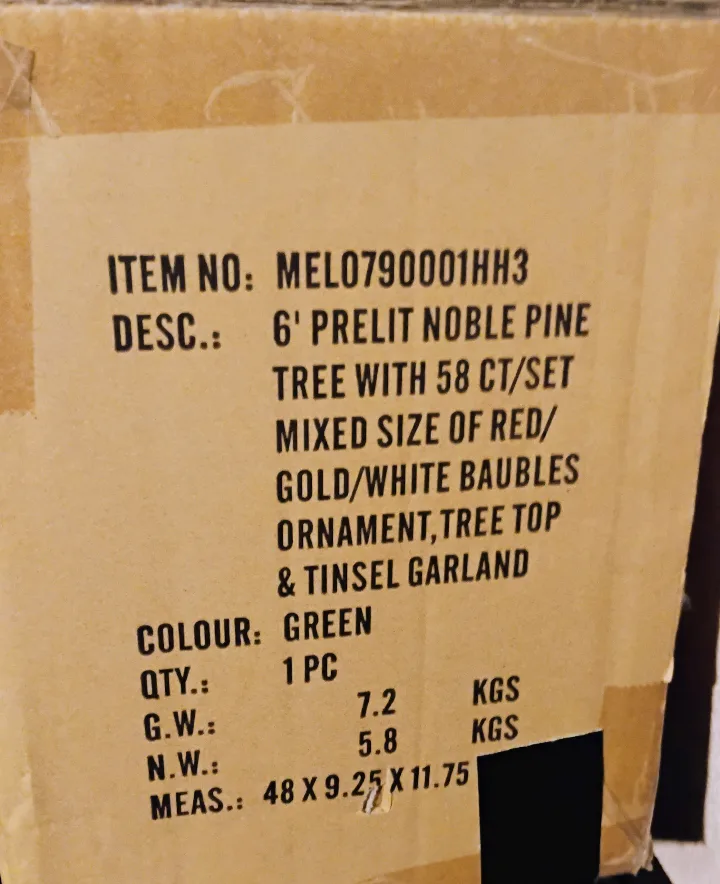 ITEM NO: MEL0790001HH3
DESC.: 6' PRELIT NOBLE PINE
TREE WITH 58 CT/SET
MIXED SIZE OF RED/
GOLD/WHITE BAUBLES
ORNAMENT,TREE TOP
& TINSEL GARLAND
COLOUR: GREEN
QTY.: 1 PC
G.W.: 7.2 KGS
N.W.: 5.8 KGS
MEAS.: 48 X 9.25 X 11.75